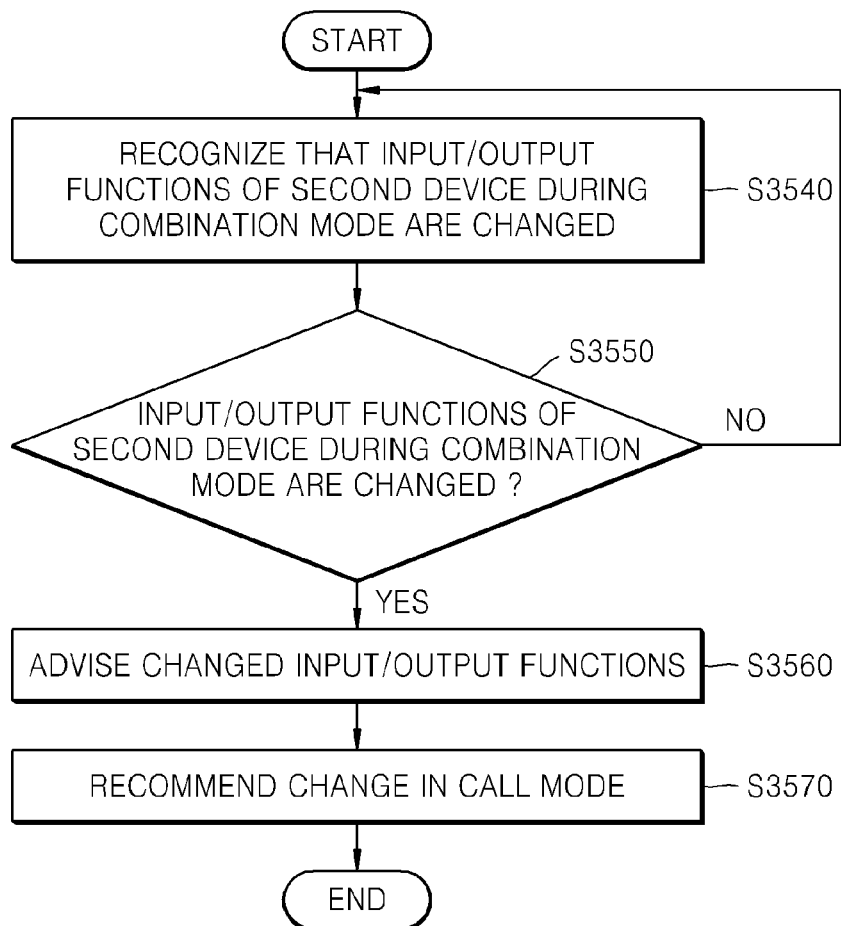 START
RECOGNIZE THAT INPUT/OUTPUT
FUNCTIONS OF SECOND DEVICE DURING
COMBINATION MODE ARE CHANGED
S3540
S3550
INPUT/OUTPUT FUNCTIONS OF
SECOND DEVICE DURING COMBINATION
MODE ARE CHANGED ?
NO
YES
ADVISE CHANGED INPUT/OUTPUT FUNCTIONS
S3560
RECOMMEND CHANGE IN CALL MODE
S3570
END